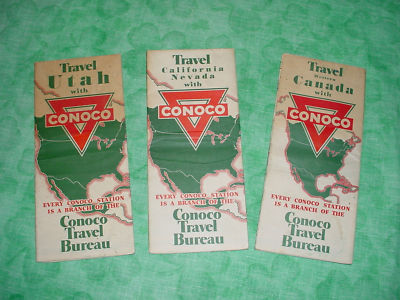 Travel
Utah
with
CONOCO
EVERY CONOCO STATION
IS A BRANCH OF THE
Conoco
Travel
Bureau
Travel
California
Nevada
with
CONOCO
EVERY CONOCO STATION
IS A BRANCH OF THE
Conoco
Travel
Bureau
Travel
Western
Canada
with
CONOCO
EVERY CONOCO STATION
IS A BRANCH OF THE
Conoco
Travel
Bureau